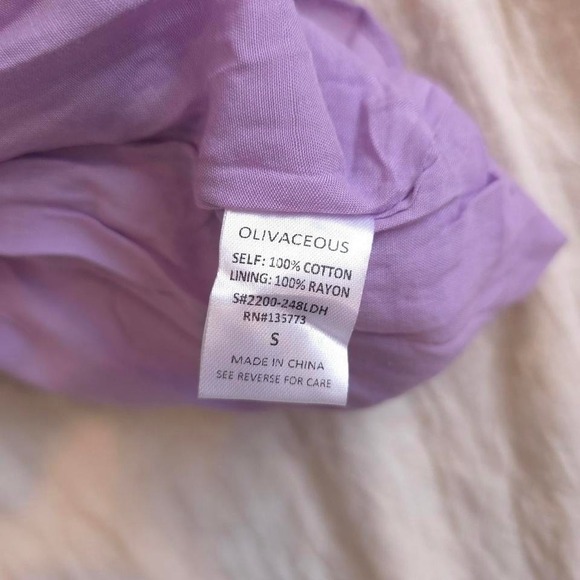 OLIVACEOUS
SELF: 100% COTTON
LINING: 100% RAYON
S#2200-248LDH
RN#135773
S
MADE IN CHINA
SEE REVERSE FOR CARE